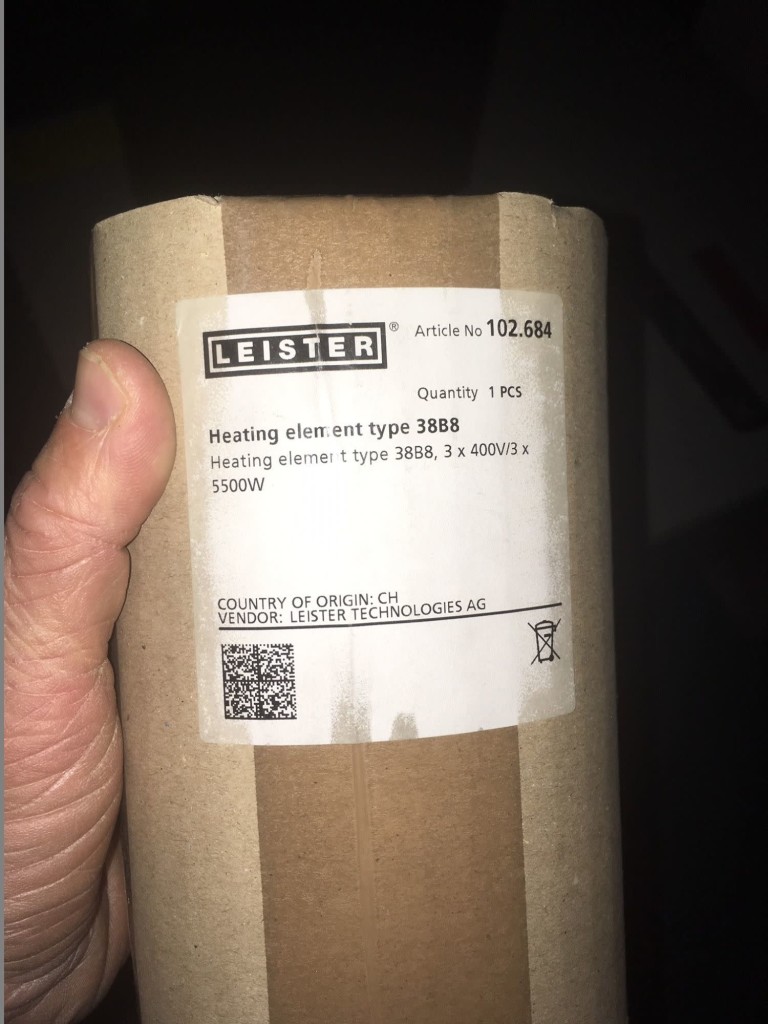 LEISTER ® Article No 102.684
Quantity 1 PCS
Heating element type 38B8
Heating element type 38B8, 3 x 400V/3 x
5500W
COUNTRY OF ORIGIN: CH
VENDOR: LEISTER TECHNOLOGIES AG